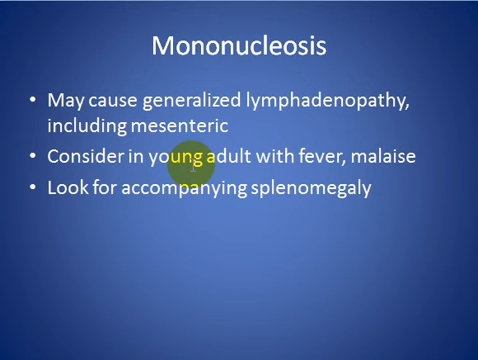 Mononucleosis
• May cause generalized lymphadenopathy,
including mesenteric
• Consider in young adult with fever, malaise
• Look for accompanying splenomegaly